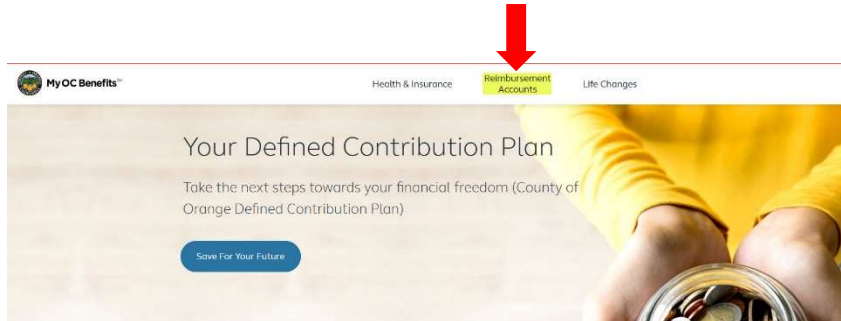 My OC Benefits™
Health & Insurance
Reimbursement
Accounts
Life Changes
Your Defined Contribution Plan
Take the next steps towards your financial freedom (County of
Orange Defined Contribution Plan)
Save For Your Future